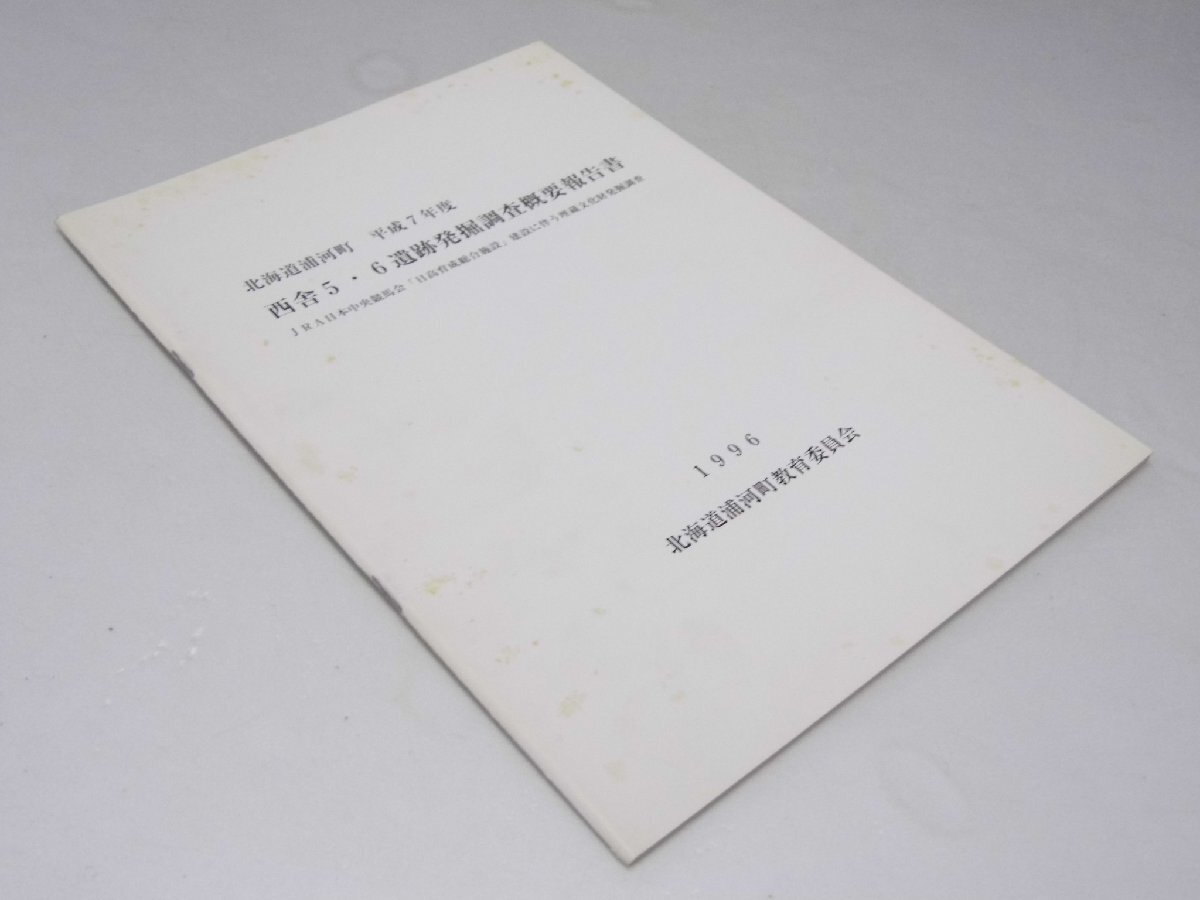 北海道浦河町　平成7年度
西舎5・6遺跡発掘調査概要報告書
JRA日本中央競馬会「日高育成総合施設」建設に伴う埋蔵文化財発掘調査
1996
北海道浦河町教育委員会